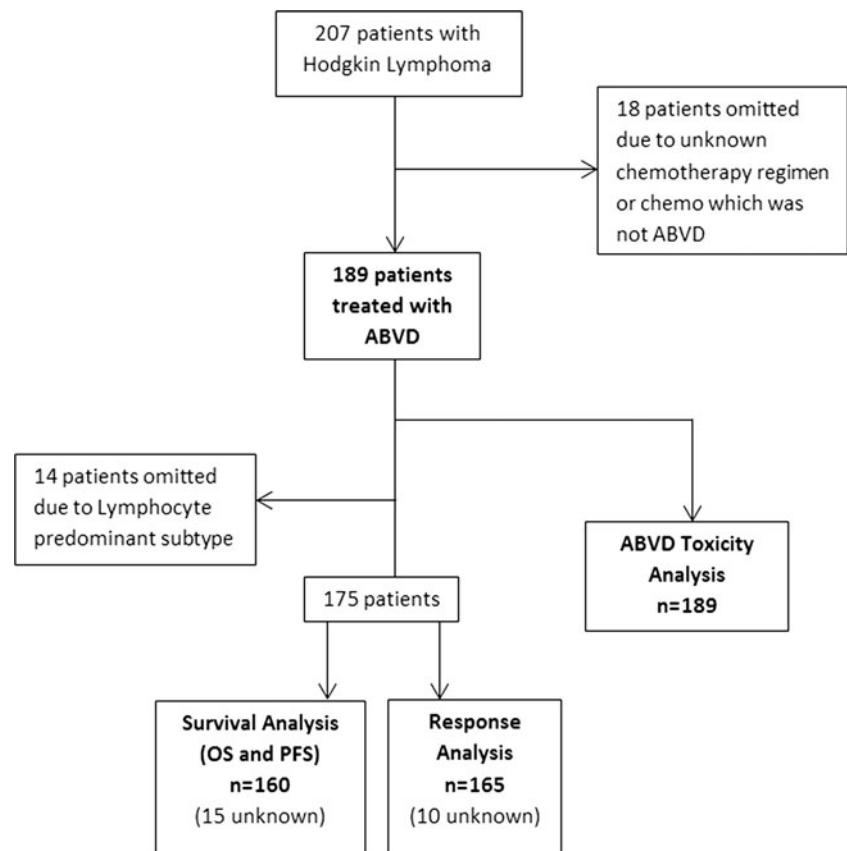 207 patients with
Hodgkin Lymphoma
18 patients omitted
due to unknown
chemotherapy regimen
or chemo which was
not ABVD
189 patients
treated with
ABVD
14 patients omitted
due to Lymphocyte
predominant subtype
ABVD Toxicity
Analysis
n=189
175 patients
Survival Analysis
(OS and PFS)
n=160
(15 unknown)
Response
Analysis
n=165
(10 unknown)